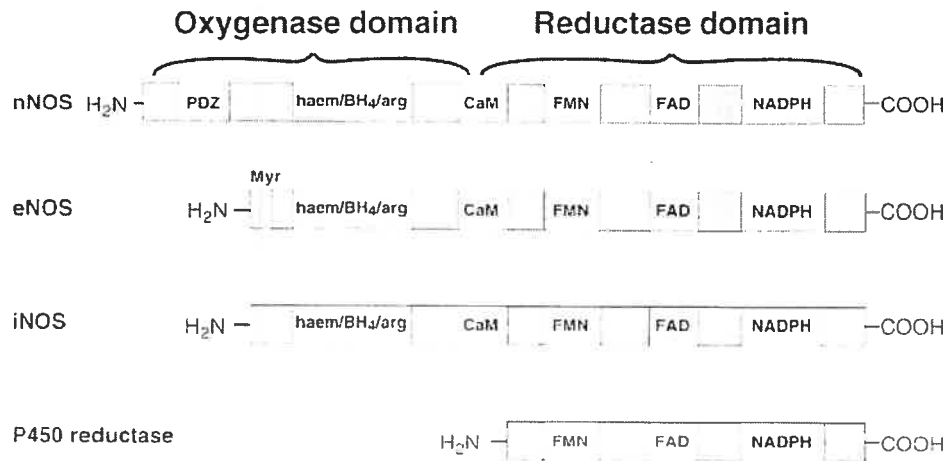 Oxygenase domain Reductase domain
nNOS H₂N PDZ haem/BH₄/arg CaM FMN FAD NADPH COOH
Myr
eNOS H₂N haem/BH₄/arg CaM FMN FAD NADPH COOH
iNOS H₂N haem/BH₄/arg CaM FMN FAD NADPH COOH
P450 reductase H₂N FMN FAD NADPH COOH